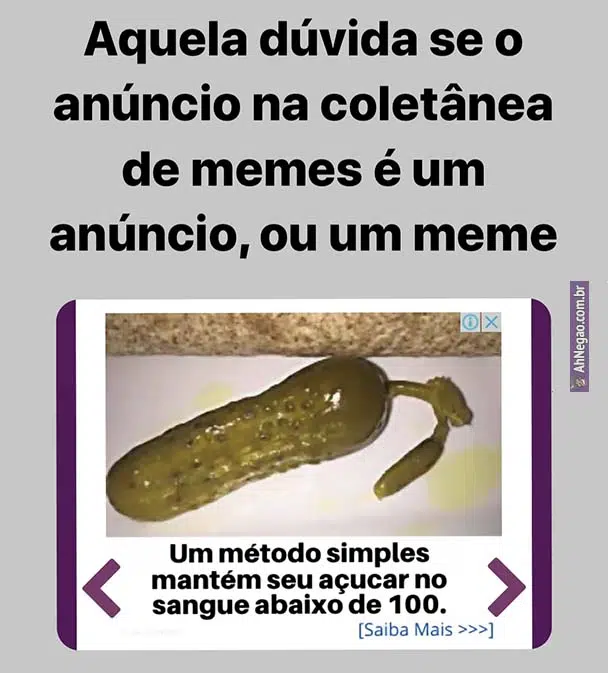 Aquela dúvida se o
anúncio na coletânea
de memes é um
anúncio, ou um meme
AhNegao.com.br
Um método simples
mantém seu açucar no
sangue abaixo de 100.
[Saiba Mais >>>]